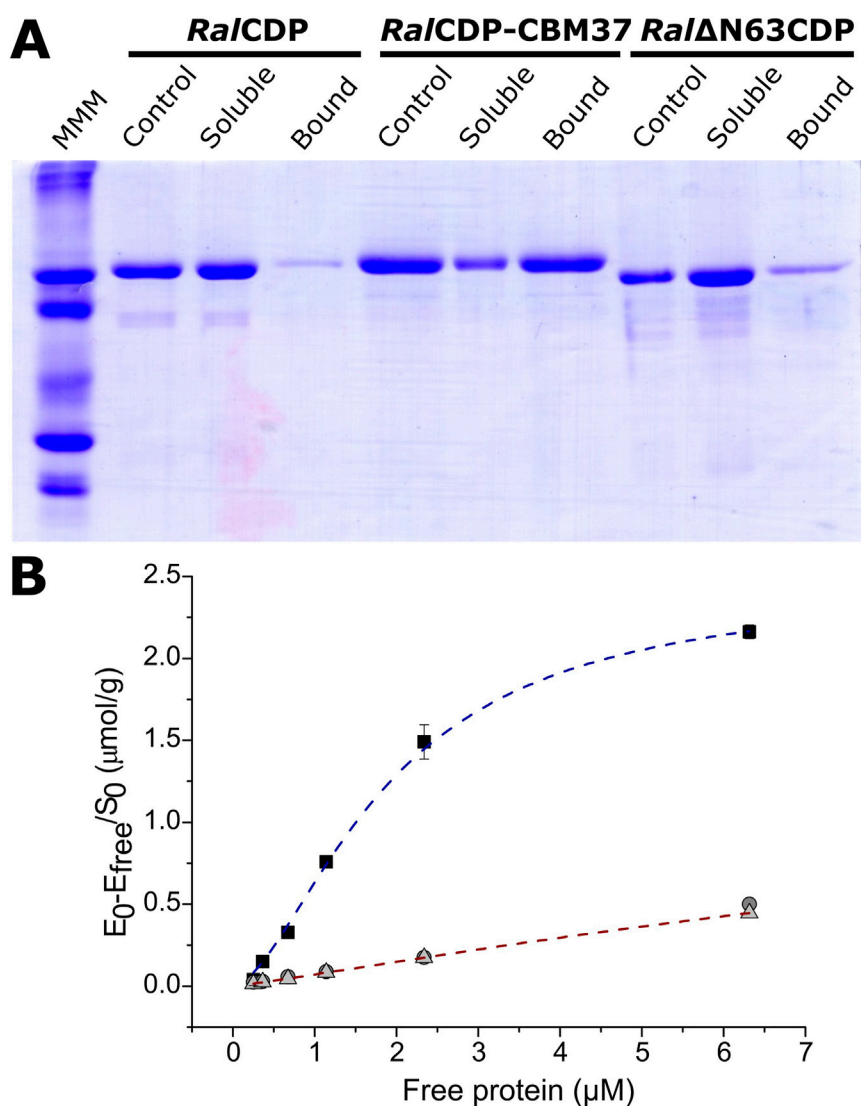 A
RalCDP RalCDP-CBM37 RalΔN63CDP
MMM Control Soluble Bound Control Soluble Bound Control Soluble Bound
B
2.5
2.0
1.5
1.0
0.5
0.0
E0-Efree/S0 (μmol/g)
0 1 2 3 4 5 6 7
Free protein (μM)